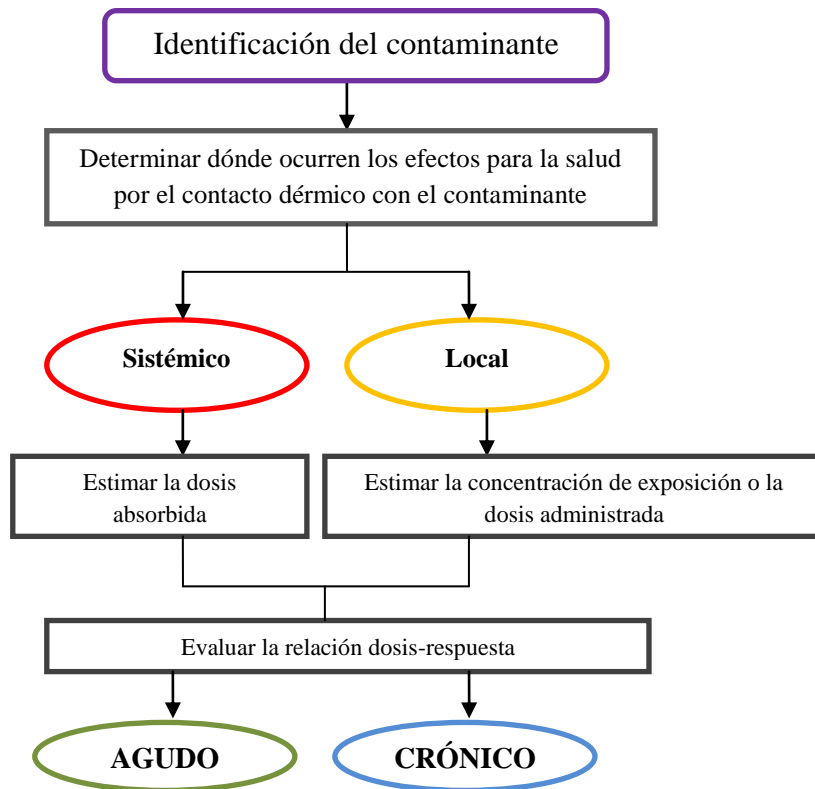 Identificación del contaminante
Determinar dónde ocurren los efectos para la salud
por el contacto dérmico con el contaminante
Sistémico
Local
Estimar la dosis
absorbida
Estimar la concentración de exposición o la
dosis administrada
Evaluar la relación dosis-respuesta
AGUDO
CRÓNICO